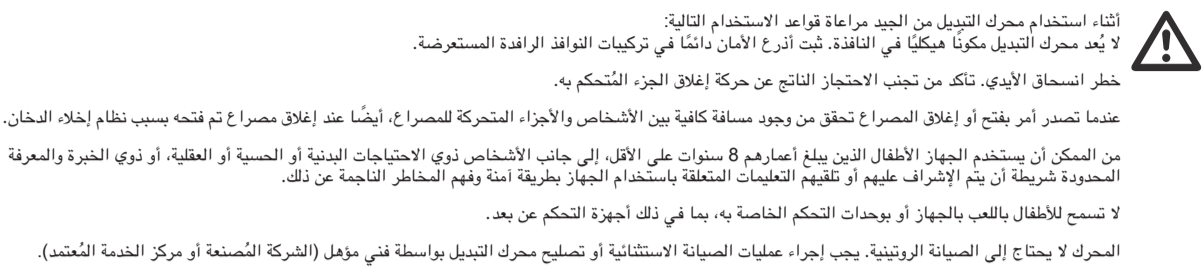 أثناء استخدام محرك التبديل من الجيد مراعاة قواعد الاستخدام التالية:
لا يُعد محرك التبديل مكونًا هيكليًا في النافذة. ثبت أذرع الأمان دائمًا في تركيبات النوافذ الرافدة المستعرضة.
خطر انسحاق الأيدي. تأكد من تجنب الاحتجاز الناتج عن حركة إغلاق الجزء المُتحكم به.
عندما تصدر أمر بفتح أو إغلاق المصراع تحقق من وجود مسافة كافية بين الأشخاص والأجزاء المتحركة للمصراع، أيضًا عند إغلاق مصراع تم فتحه بسبب نظام إخلاء الدخان.
من الممكن أن يستخدم الجهاز الأطفال الذين يبلغ أعمارهم 8 سنوات على الأقل، إلى جانب الأشخاص ذوي الاحتياجات البدنية أو الحسية أو العقلية، أو ذوي الخبرة والمعرفة
المحدودة شريطة أن يتم الإشراف عليهم أو تلقيهم التعليمات المتعلقة باستخدام الجهاز بطريقة آمنة وفهم المخاطر الناجمة عن ذلك.
لا تسمح للأطفال باللعب بالجهاز أو بوحدات التحكم الخاصة به، بما في ذلك أجهزة التحكم عن بعد.
المحرك لا يحتاج إلى الصيانة الروتينية. يجب إجراء عمليات الصيانة الاستثنائية أو تصليح محرك التبديل بواسطة فني مؤهل (الشركة المُصنعة أو مركز الخدمة المُعتمد).